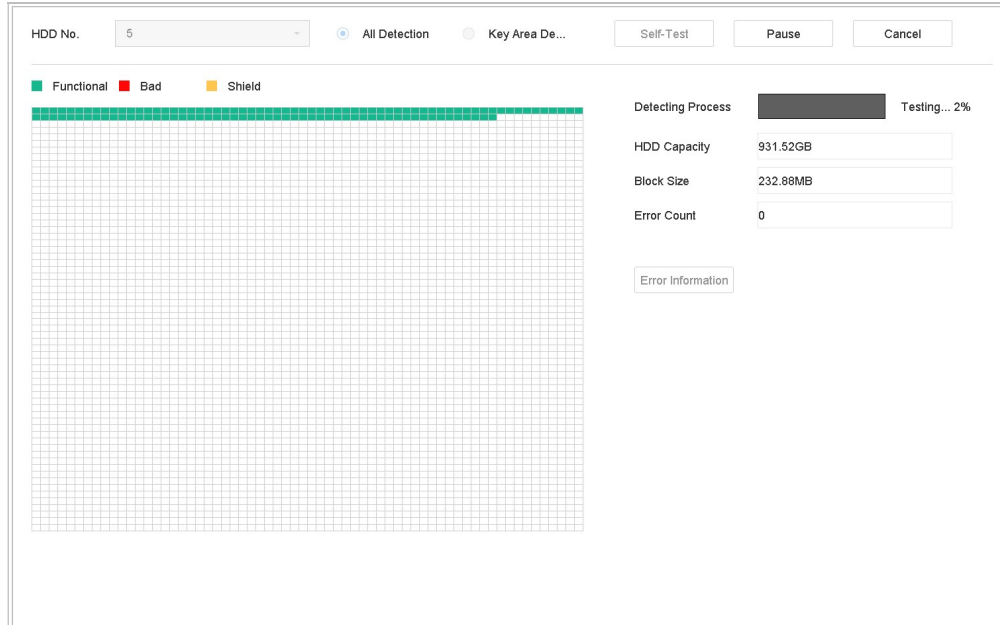 HDD No. 5 All Detection Key Area De... Self-Test Pause Cancel
Functional Bad Shield
Detecting Process Testing... 2%
HDD Capacity 931.52GB
Block Size 232.88MB
Error Count 0
Error Information